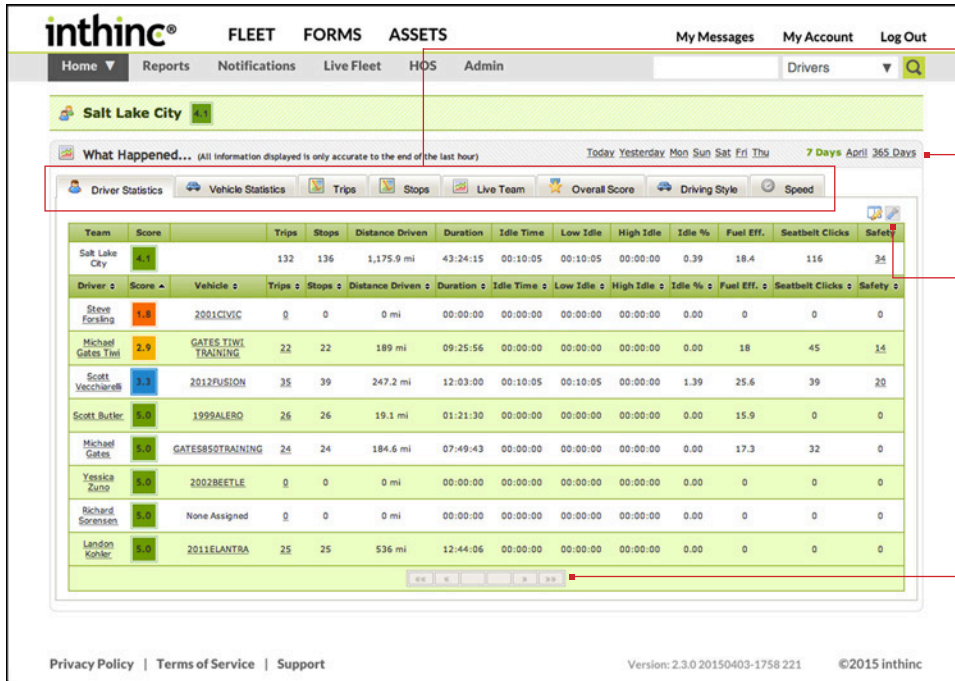 inthinc® FLEET FORMS ASSETS My Messages My Account Log Out
Home ▼ Reports Notifications Live Fleet HOS Admin Drivers ▼
Salt Lake City 4.1
What Happened... (All information displayed is only accurate to the end of the last hour) Today Yesterday Mon Sun Sat Fri Thu 7 Days April 365 Days
Driver Statistics Vehicle Statistics Trips Stops Live Team Overall Score Driving Style Speed
Team Score Trips Stops Distance Driven Duration Idle Time Low Idle High Idle Idle % Fuel Eff. Seatbelt Clicks Safety
Salt Lake City 4.1 132 136 1,175.9 mi 43:24:15 00:10:05 00:10:05 00:00:00 0.39 18.4 116 34
Driver Score Vehicle Trips Stops Distance Driven Duration Idle Time Low Idle High Idle Idle % Fuel Eff. Seatbelt Clicks Safety
Steve Forsling 1.8 2001CIVIC 0 0 0 mi 00:00:00 00:00:00 00:00:00 00:00:00 0.00 0 0 0
Michael Gates Tiwi 2.9 GATES TIWI TRAINING 22 22 189 mi 09:25:56 00:00:00 00:00:00 00:00:00 0.00 18 45 14
Scott Vecchiarelli 3.3 2012FUSION 35 39 247.2 mi 12:03:00 00:10:05 00:10:05 00:00:00 1.39 25.6 39 20
Scott Butler 5.0 1999ALERO 26 26 19.1 mi 01:21:30 00:00:00 00:00:00 00:00:00 0.00 15.9 0 0
Michael Gates 5.0 GATES850TRAINING 24 24 184.6 mi 07:49:43 00:00:00 00:00:00 00:00:00 0.00 17.3 32 0
Yessica Zuno 5.0 2002BEETLE 0 0 0 mi 00:00:00 00:00:00 00:00:00 00:00:00 0.00 0 0 0
Richard Sorensen 5.0 None Assigned 0 0 0 mi 00:00:00 00:00:00 00:00:00 00:00:00 0.00 0 0 0
Landon Kohler 5.0 2011ELANTRA 25 25 536 mi 12:44:06 00:00:00 00:00:00 00:00:00 0.00 0 0 0
«« « » »»
Privacy Policy | Terms of Service | Support Version: 2.3.0 20150403-1758 221 ©2015 inthinc